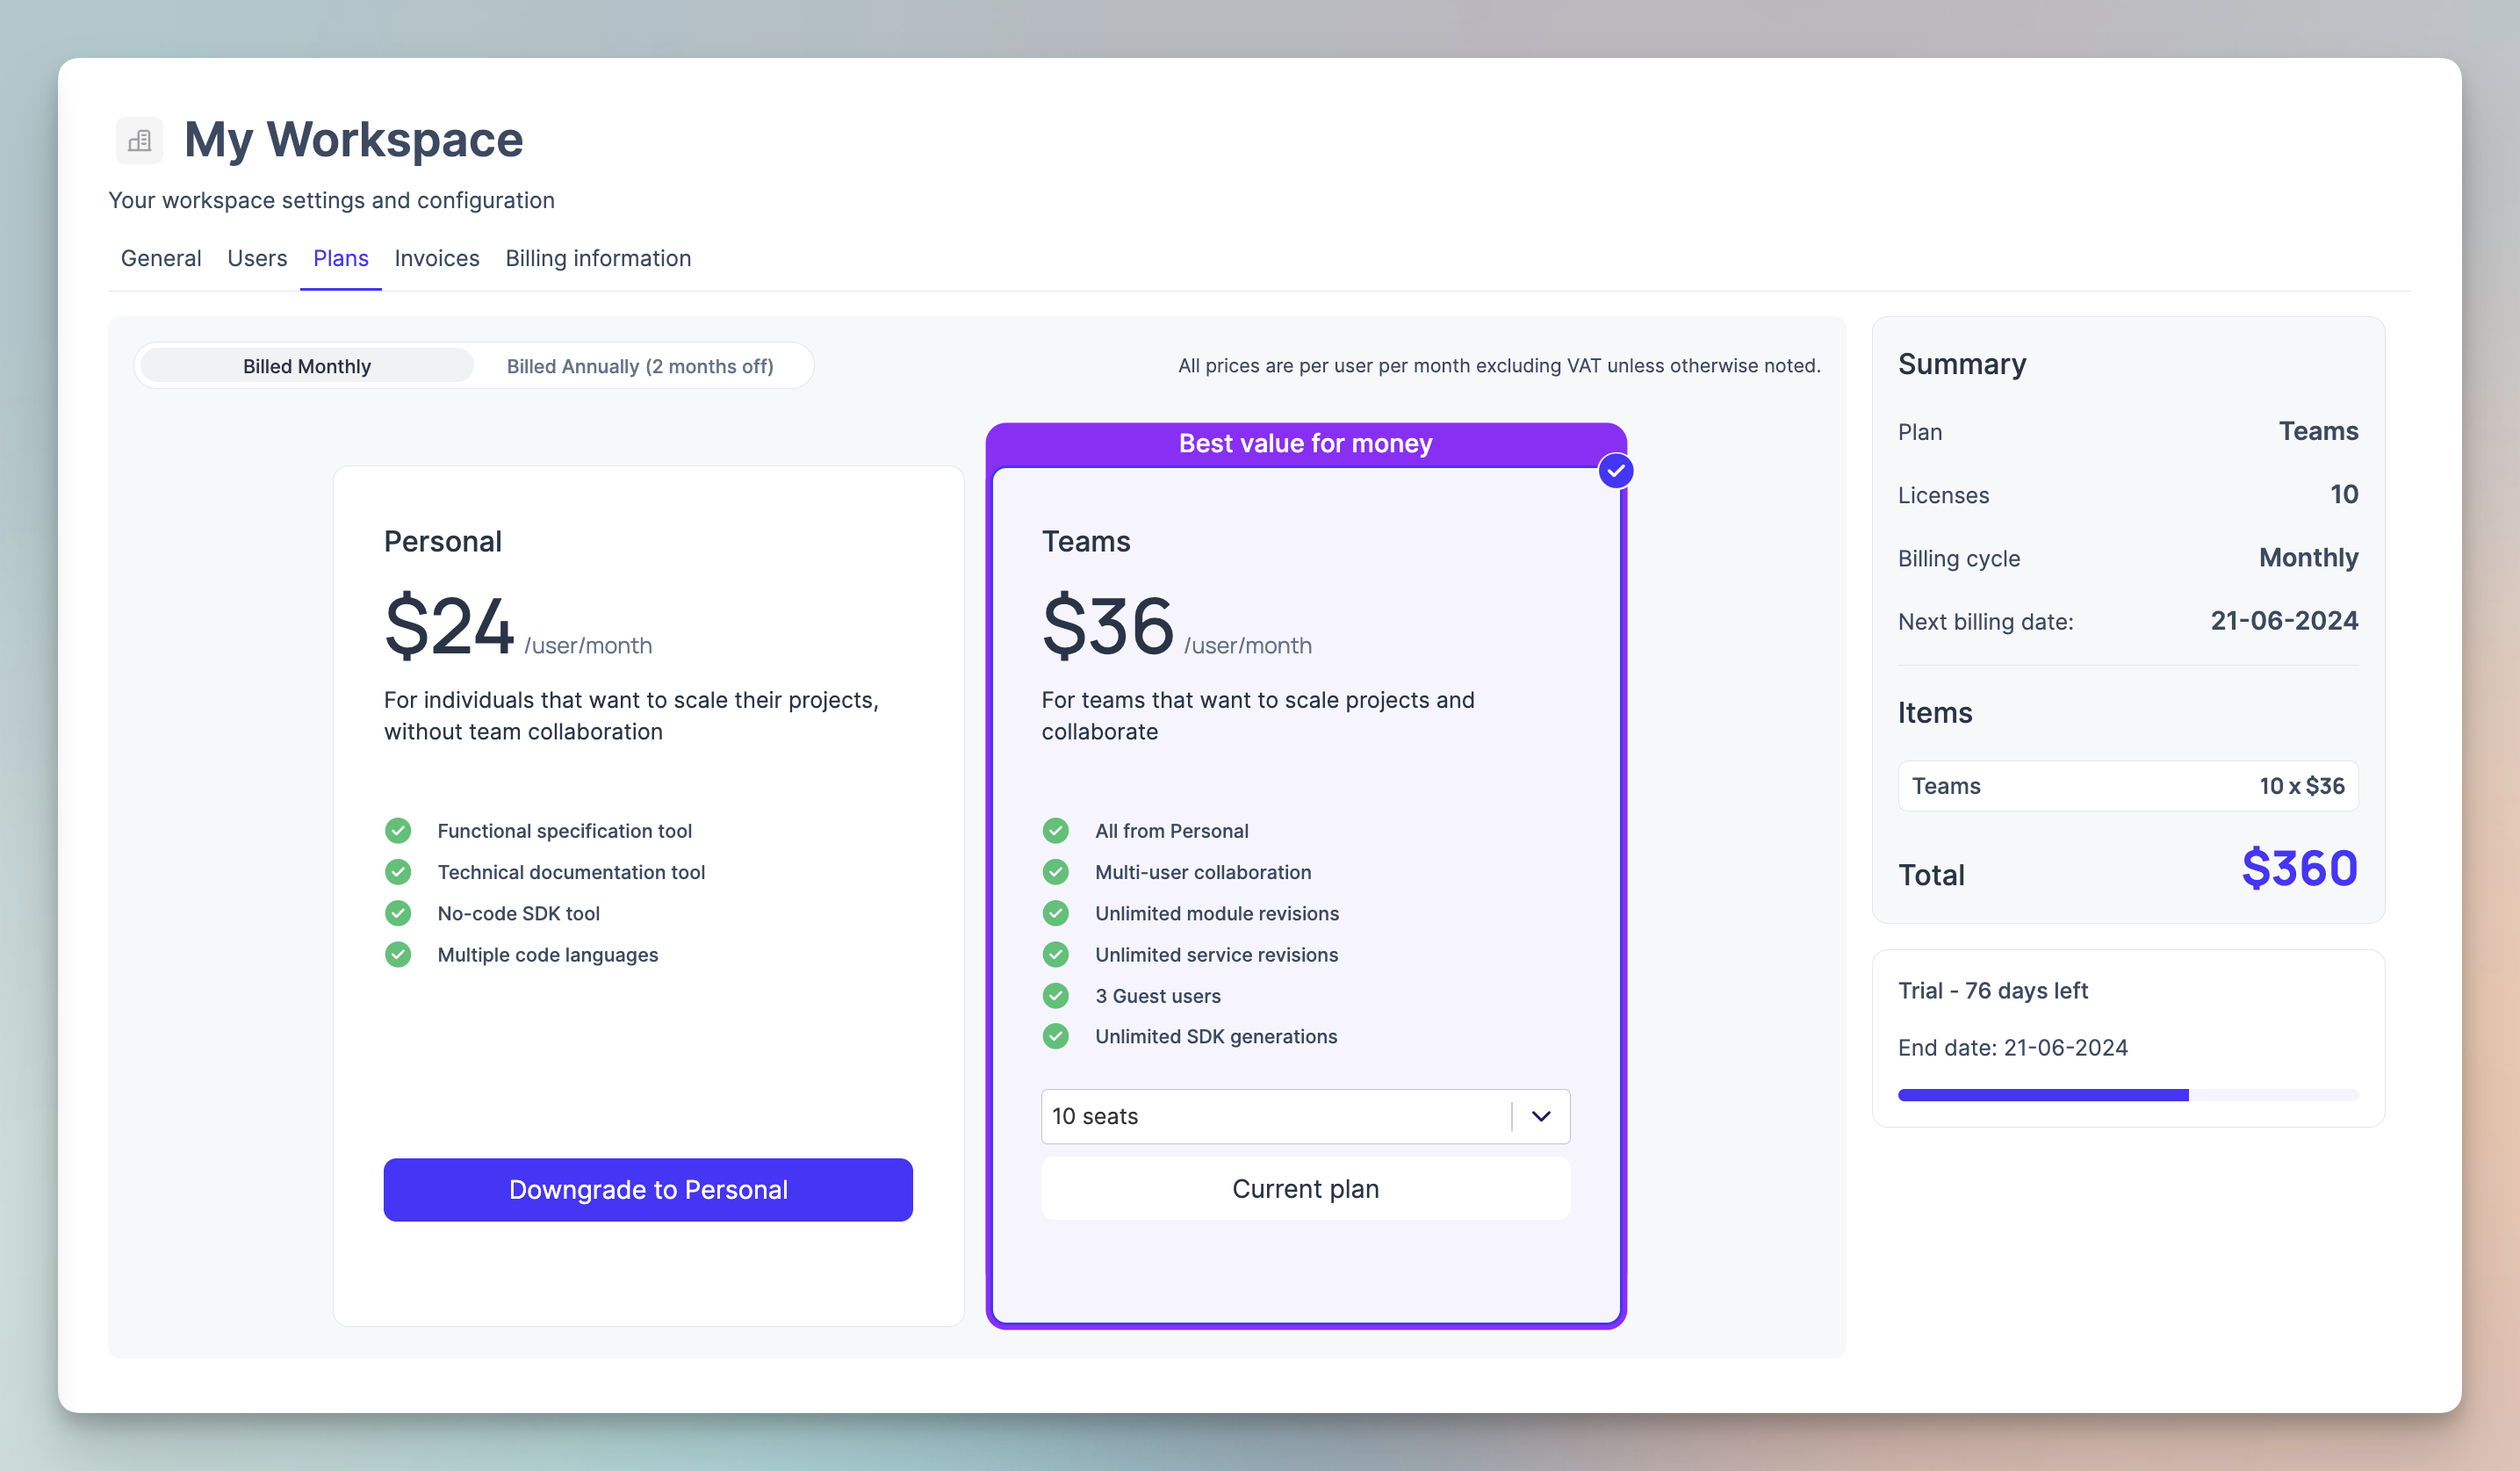 My Workspace
Your workspace settings and configuration
General Users Plans Invoices Billing information
Billed Monthly Billed Annually (2 months off)
All prices are per user per month excluding VAT unless otherwise noted.
Personal
$24 /user/month
For individuals that want to scale their projects,
without team collaboration
Functional specification tool
Technical documentation tool
No-code SDK tool
Multiple code languages
Downgrade to Personal
Best value for money
Teams
$36 /user/month
For teams that want to scale projects and
collaborate
All from Personal
Multi-user collaboration
Unlimited module revisions
Unlimited service revisions
3 Guest users
Unlimited SDK generations
10 seats
Current plan
Summary
Plan Teams
Licenses 10
Billing cycle Monthly
Next billing date: 21-06-2024
Items
Teams 10 x $36
Total $360
Trial - 76 days left
End date: 21-06-2024